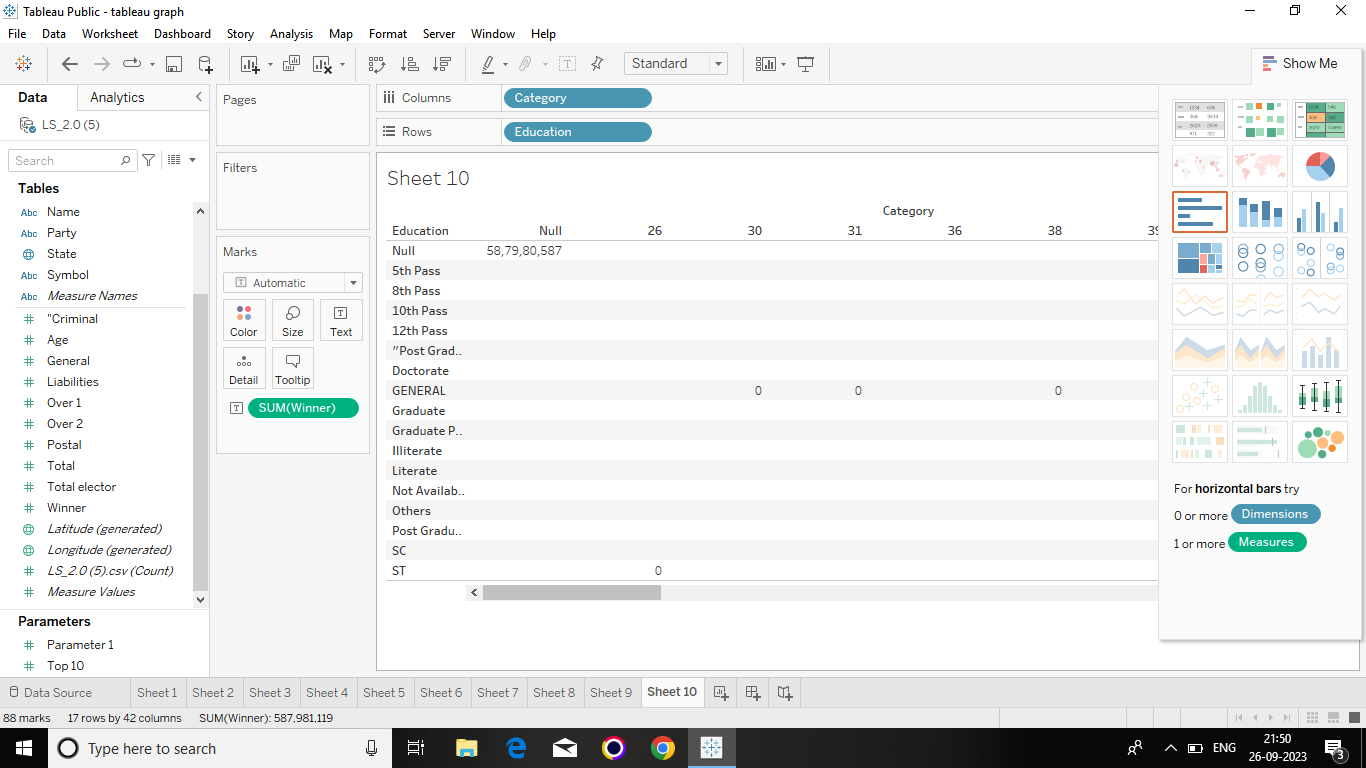 Tableau Public - tableau graph
File Data Worksheet Dashboard Story Analysis Map Format Server Window Help
Standard
Show Me
Data Analytics
LS_2.0 (5)
Search
Tables
Abc Name
Abc Party
State
Abc Symbol
Abc Measure Names
"Criminal
Age
General
Liabilities
Over 1
Over 2
Postal
Total
Total elector
Winner
Latitude (generated)
Longitude (generated)
LS_2.0 (5).csv (Count)
Measure Values
Parameters
Parameter 1
Top 10
Pages
Filters
Marks
Automatic
Color Size Text
Detail Tooltip
SUM(Winner)
Columns Category
Rows Education
Sheet 10
Category
Education Null 26 30 31 36 38 39
Null 58,79,80,587
5th Pass
8th Pass
10th Pass
12th Pass
”Post Grad..
Doctorate
GENERAL 0 0 0
Graduate
Graduate P..
Illiterate
Literate
Not Availab..
Others
Post Gradu..
SC
ST 0
For horizontal bars try
0 or more Dimensions
1 or more Measures
Data Source Sheet 1 Sheet 2 Sheet 3 Sheet 4 Sheet 5 Sheet 6 Sheet 7 Sheet 8 Sheet 9 Sheet 10
88 marks 17 rows by 42 columns SUM(Winner): 587,981,119
Type here to search
ENG
21:50
26-09-2023
3